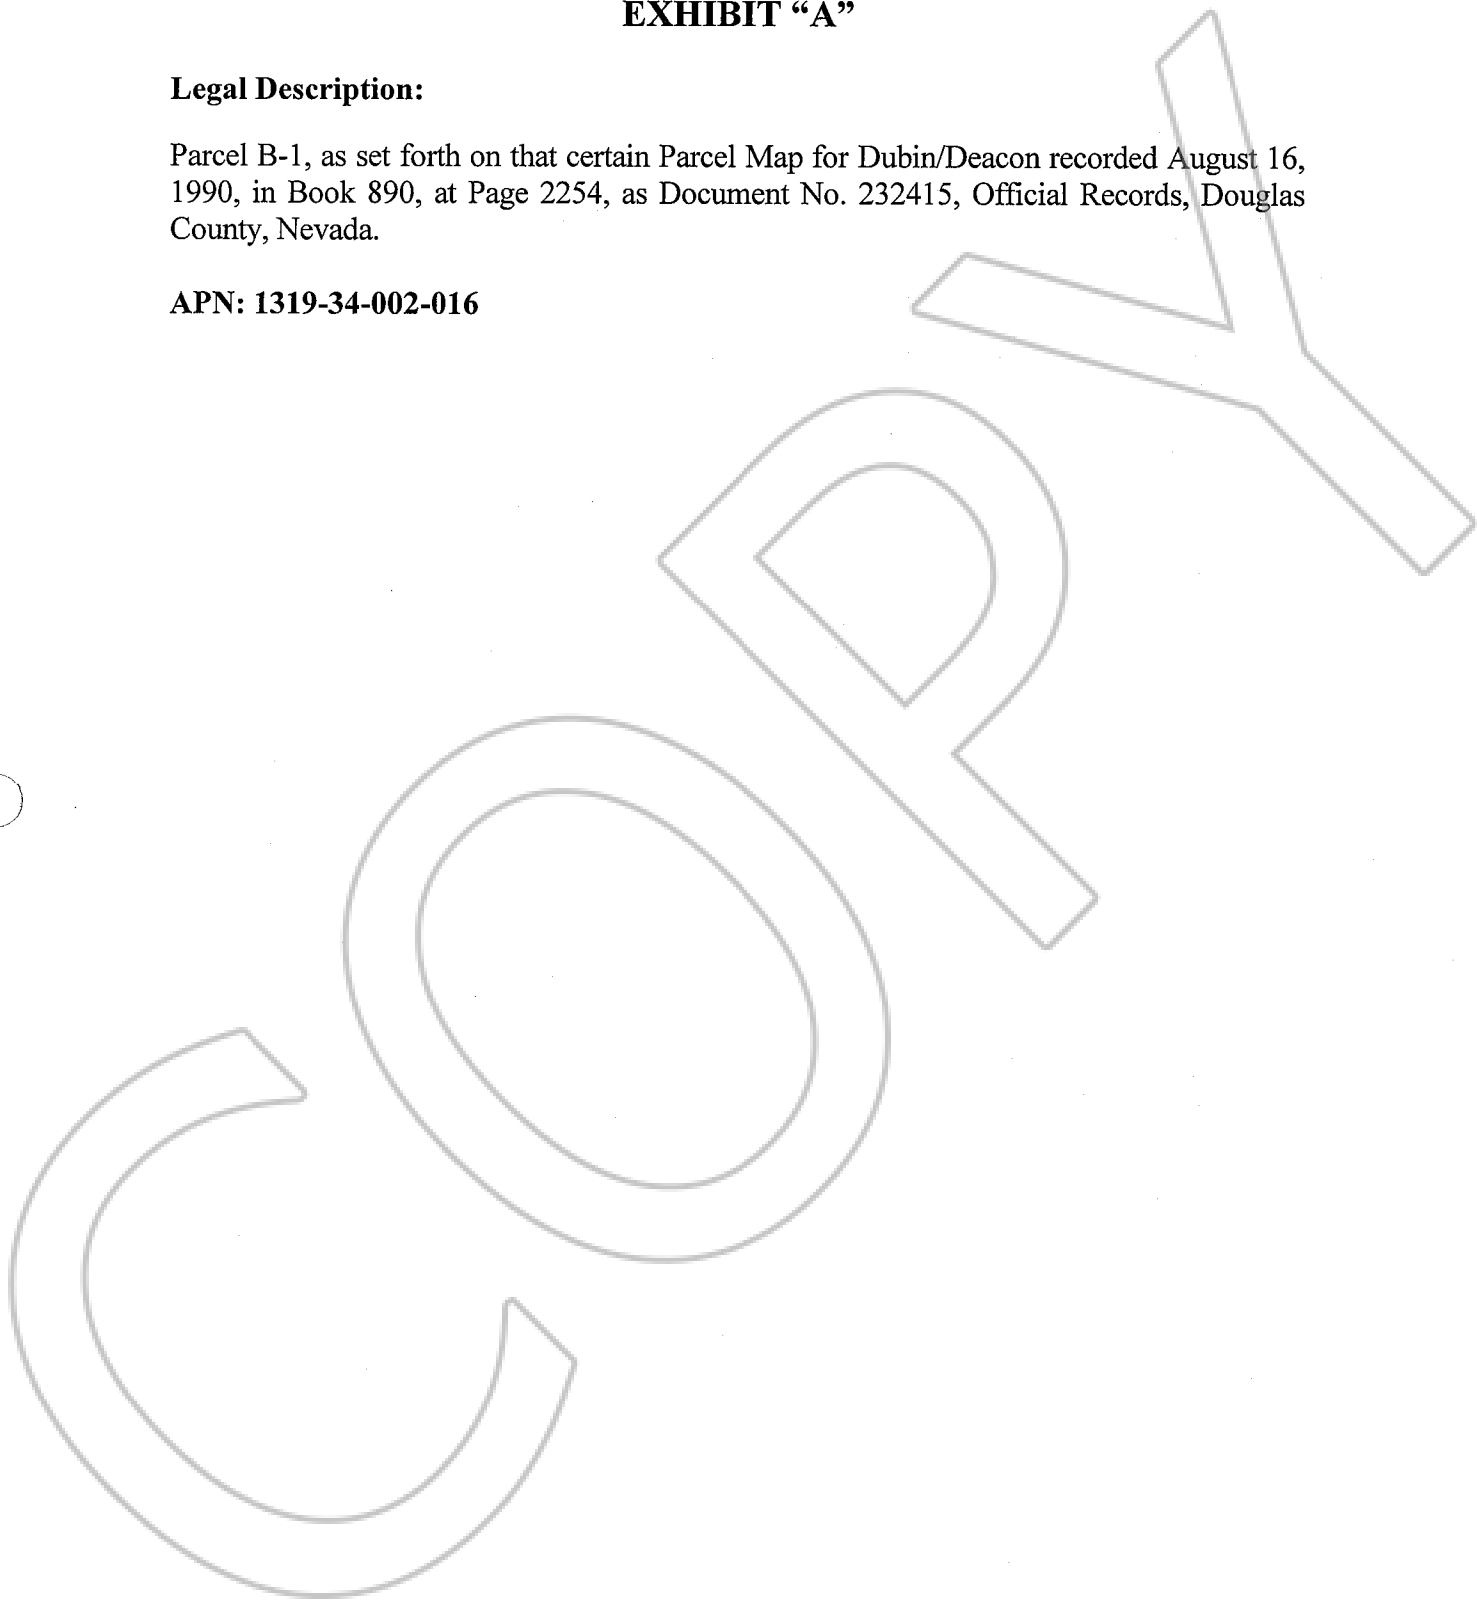 EXHIBIT “A”
Legal Description:
Parcel B-1, as set forth on that certain Parcel Map for Dubin/Deacon recorded August 16,
1990, in Book 890, at Page 2254, as Document No. 232415, Official Records, Douglas
County, Nevada.
APN: 1319-34-002-016
COPY